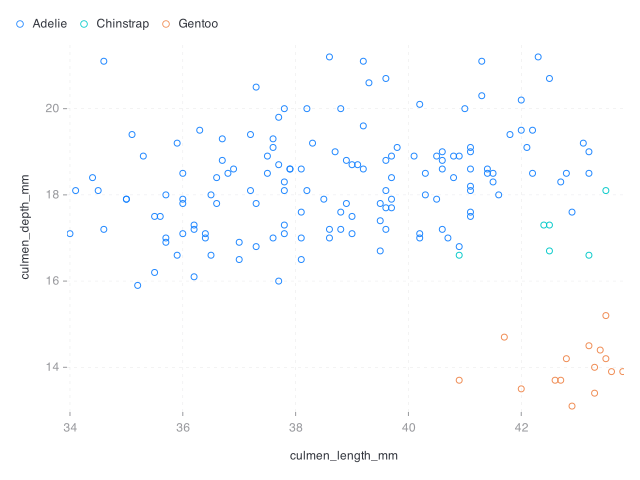 Adelie Chinstrap Gentoo
20
18
16
14
culmen_depth_mm
34 36 38 40 42
culmen_length_mm